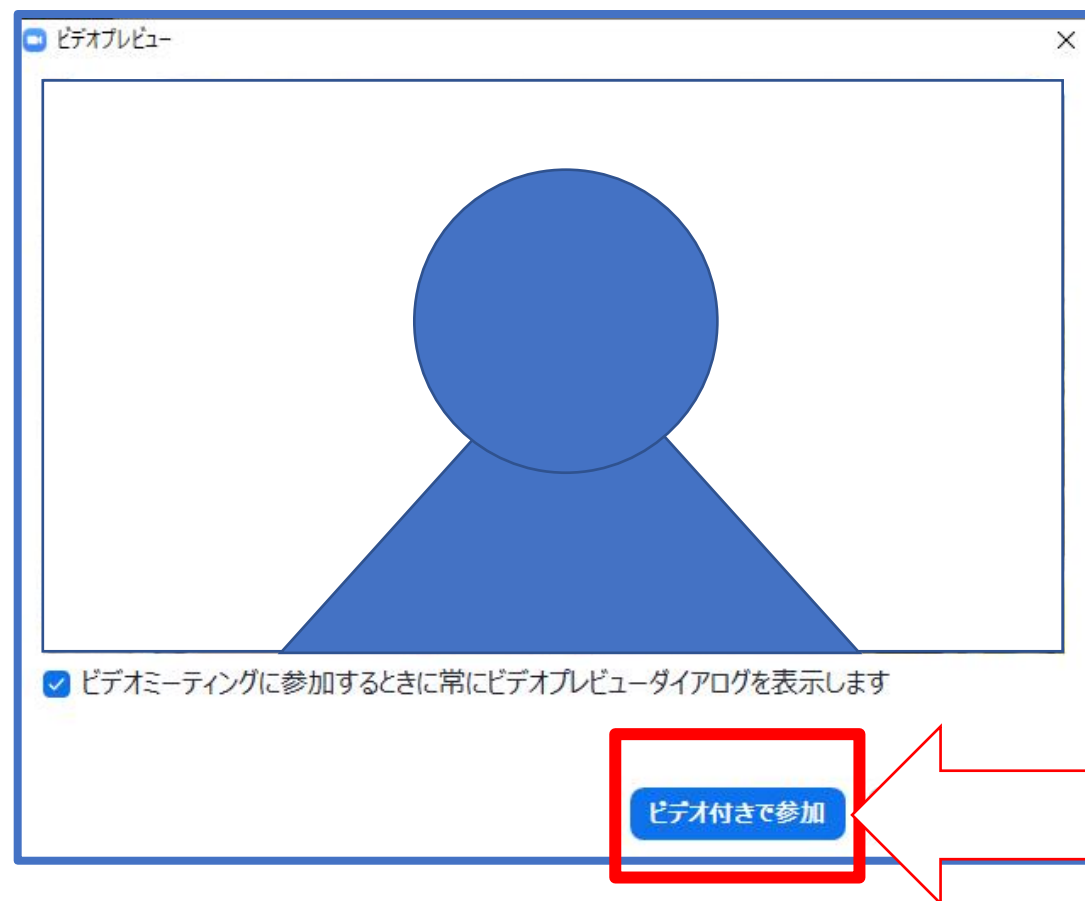 ビデオプレビュー
ビデオミーティングに参加するときに常にビデオプレビューダイアログを表示します
ビデオ付きで参加